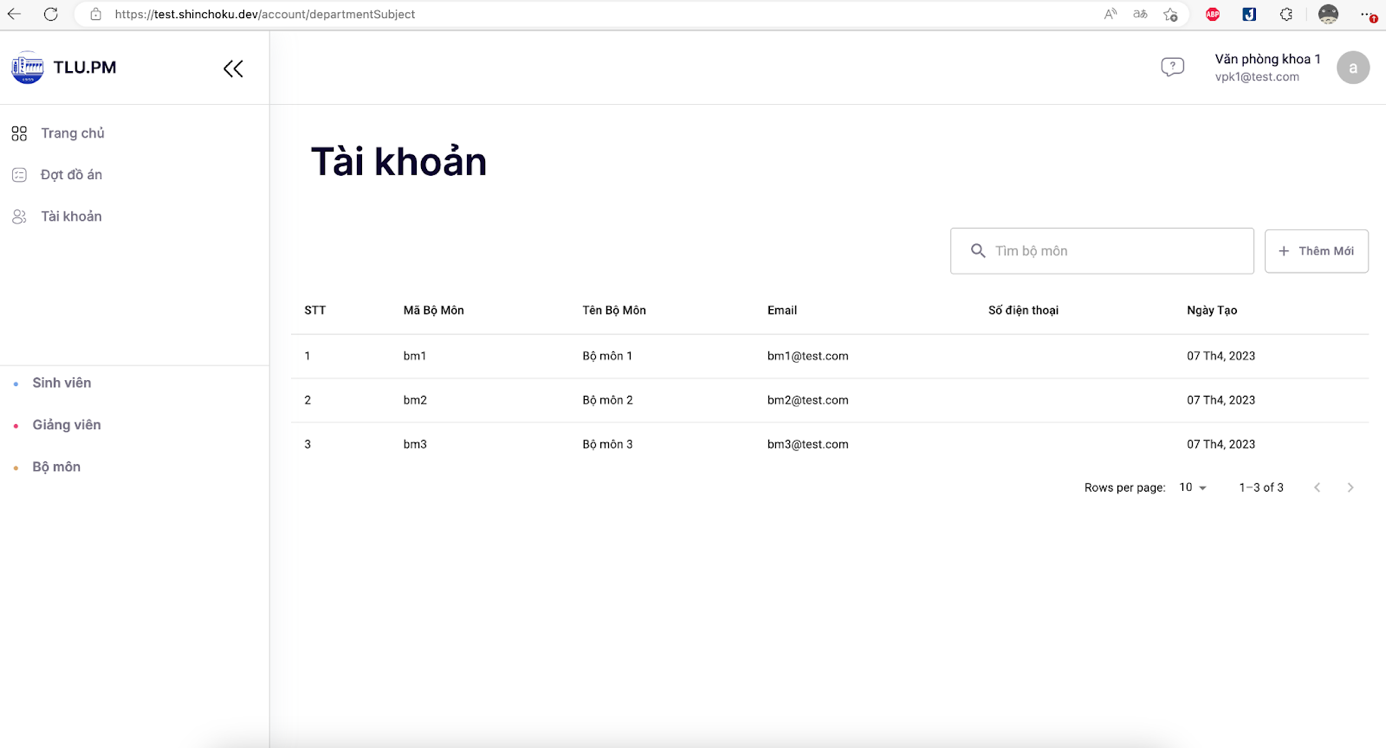 https://test.shinchoku.dev/account/departmentSubject
TLU.PM
Văn phòng khoa 1
vpk1@test.com
a
Trang chủ
Đợt đồ án
Tài khoản
Tài khoản
Tìm bộ môn
+ Thêm Mới
STT Mã Bộ Môn Tên Bộ Môn Email Số điện thoại Ngày Tạo
1 bm1 Bộ môn 1 bm1@test.com 07 Th4, 2023
2 bm2 Bộ môn 2 bm2@test.com 07 Th4, 2023
3 bm3 Bộ môn 3 bm3@test.com 07 Th4, 2023
Rows per page: 10 1–3 of 3
Sinh viên
Giảng viên
Bộ môn
ABP